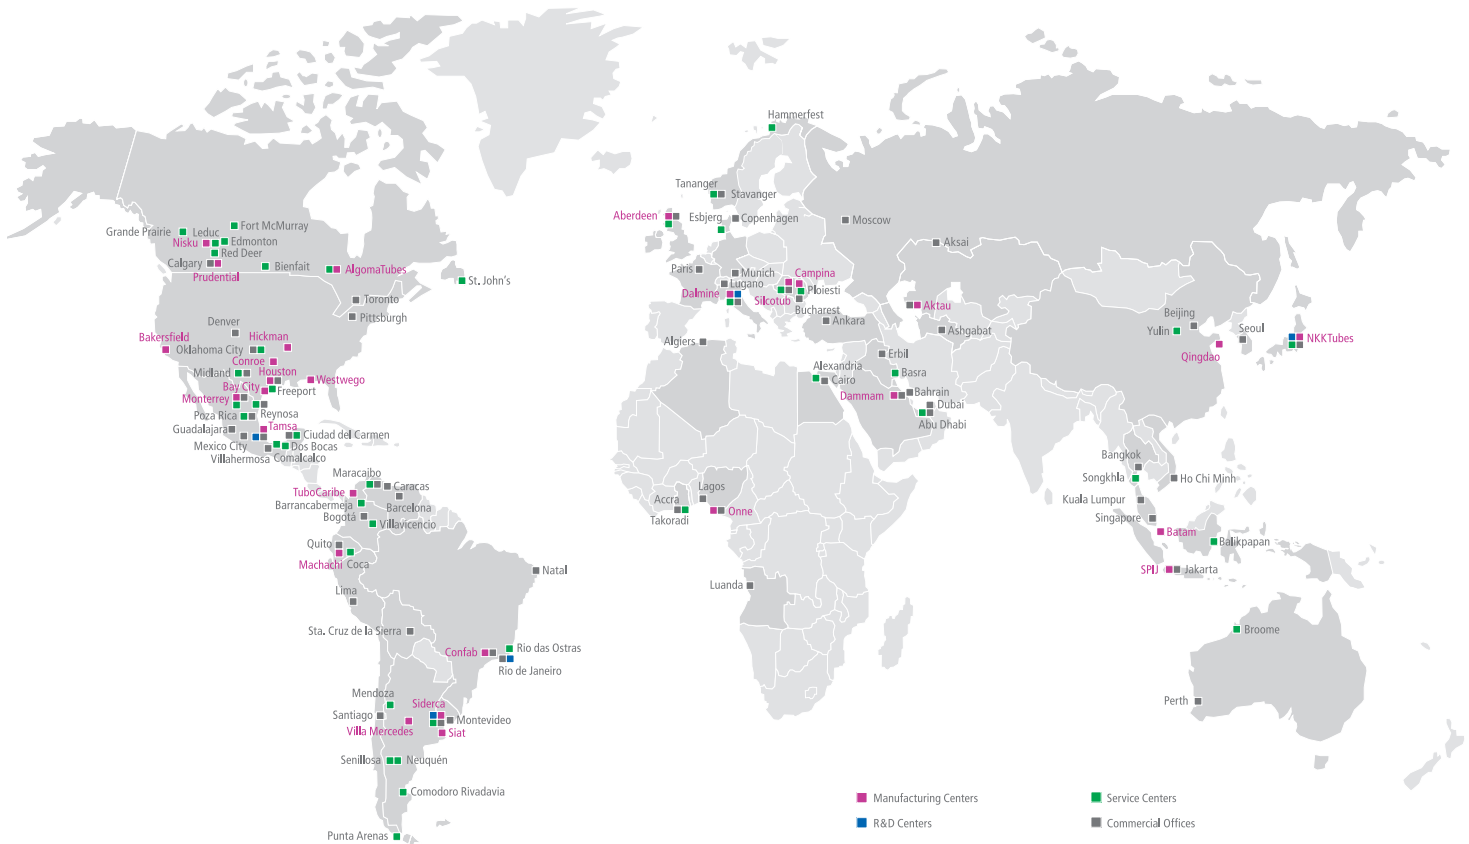 Hammerfest
Tananger
Stavanger
Aberdeen
Esbjerg
Copenhagen
Moscow
Grande Prairie
Leduc
Fort McMurray
Nisku
Edmonton
Red Deer
Calgary
Prudential
Bienfait
AlgomaTubes
St. John's
Aksai
Paris
Munich
Lugano
Campina
Dalmine
Silcotub
Ploiesti
Bucharest
Toronto
Pittsburgh
Denver
Hickman
Bakersfield
Oklahoma City
Conroe
Midland
Houston
Westwego
Bay City
Freeport
Monterrey
Reynosa
Poza Rica
Tamsa
Guadalajara
Ciudad del Carmen
Mexico City
Dos Bocas
Villahermosa
Comalcalco
Ankara
Aktau
Ashgabat
Beijing
Yulin
Seoul
NKKTubes
Qingdao
Algiers
Erbil
Alexandria
Basra
Cairo
Dammam
Bahrain
Dubai
Abu Dhabi
Maracaibo
Caracas
TuboCaribe
Barcelona
Barrancabermeja
Bogotá
Villavicencio
Quito
Machachi
Coca
Lima
Natal
Lagos
Accra
Takoradi
Onne
Luanda
Bangkok
Songkhla
Ho Chi Minh
Kuala Lumpur
Singapore
Batam
Balikpapan
SPIJ
Jakarta
Sta. Cruz de la Sierra
Confab
Rio das Ostras
Rio de Janeiro
Broome
Perth
Mendoza
Siderca
Santiago
Montevideo
Villa Mercedes
Siat
Senillosa
Neuquén
Comodoro Rivadavia
Punta Arenas
Manufacturing Centers
Service Centers
R&D Centers
Commercial Offices